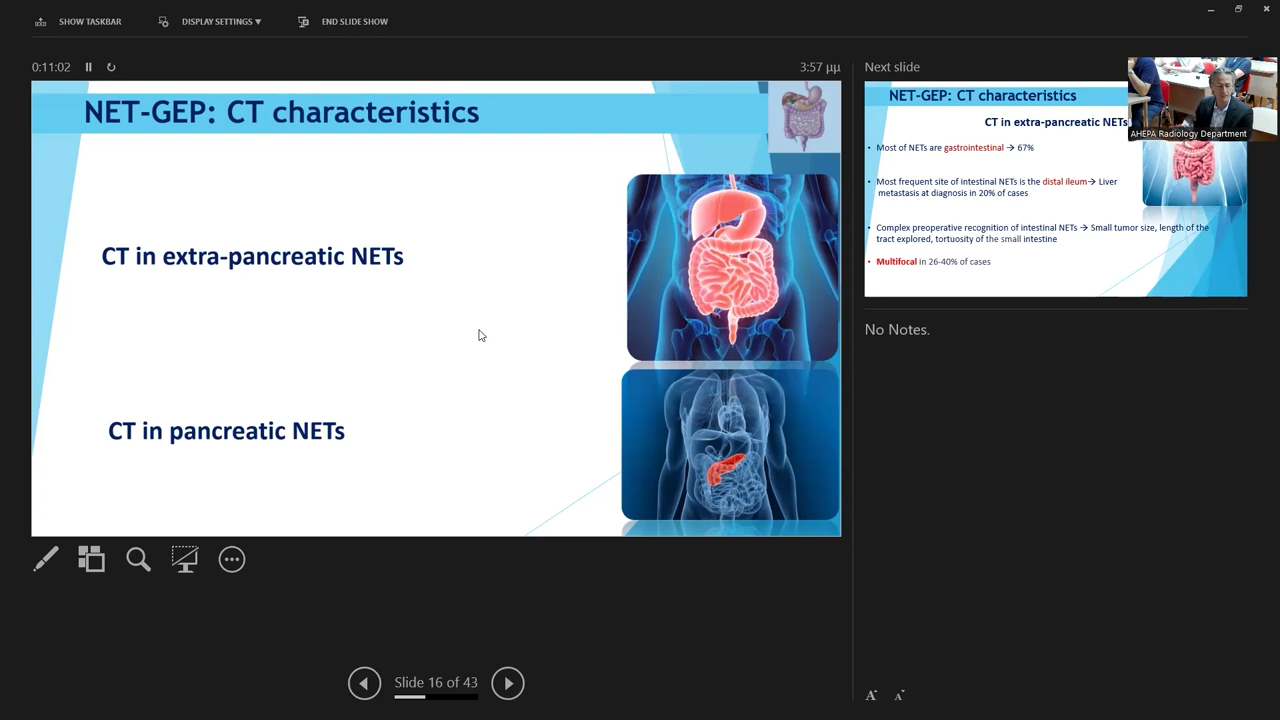 SHOW TASKBAR
DISPLAY SETTINGS ▼
END SLIDE SHOW
0:11:02
3:57 μμ
NET-GEP: CT characteristics
CT in extra-pancreatic NETs
CT in pancreatic NETs
Slide 16 of 43
Next slide
NET-GEP: CT characteristics
CT in extra-pancreatic NETs
AHEPA Radiology Department
• Most of NETs are gastrointestinal → 67%
• Most frequent site of intestinal NETs is the distal ileum→ Liver
metastasis at diagnosis in 20% of cases
• Complex preoperative recognition of intestinal NETs → Small tumor size, length of the
tract explored, tortuosity of the small intestine
• Multifocal in 26-40% of cases
No Notes.
A A